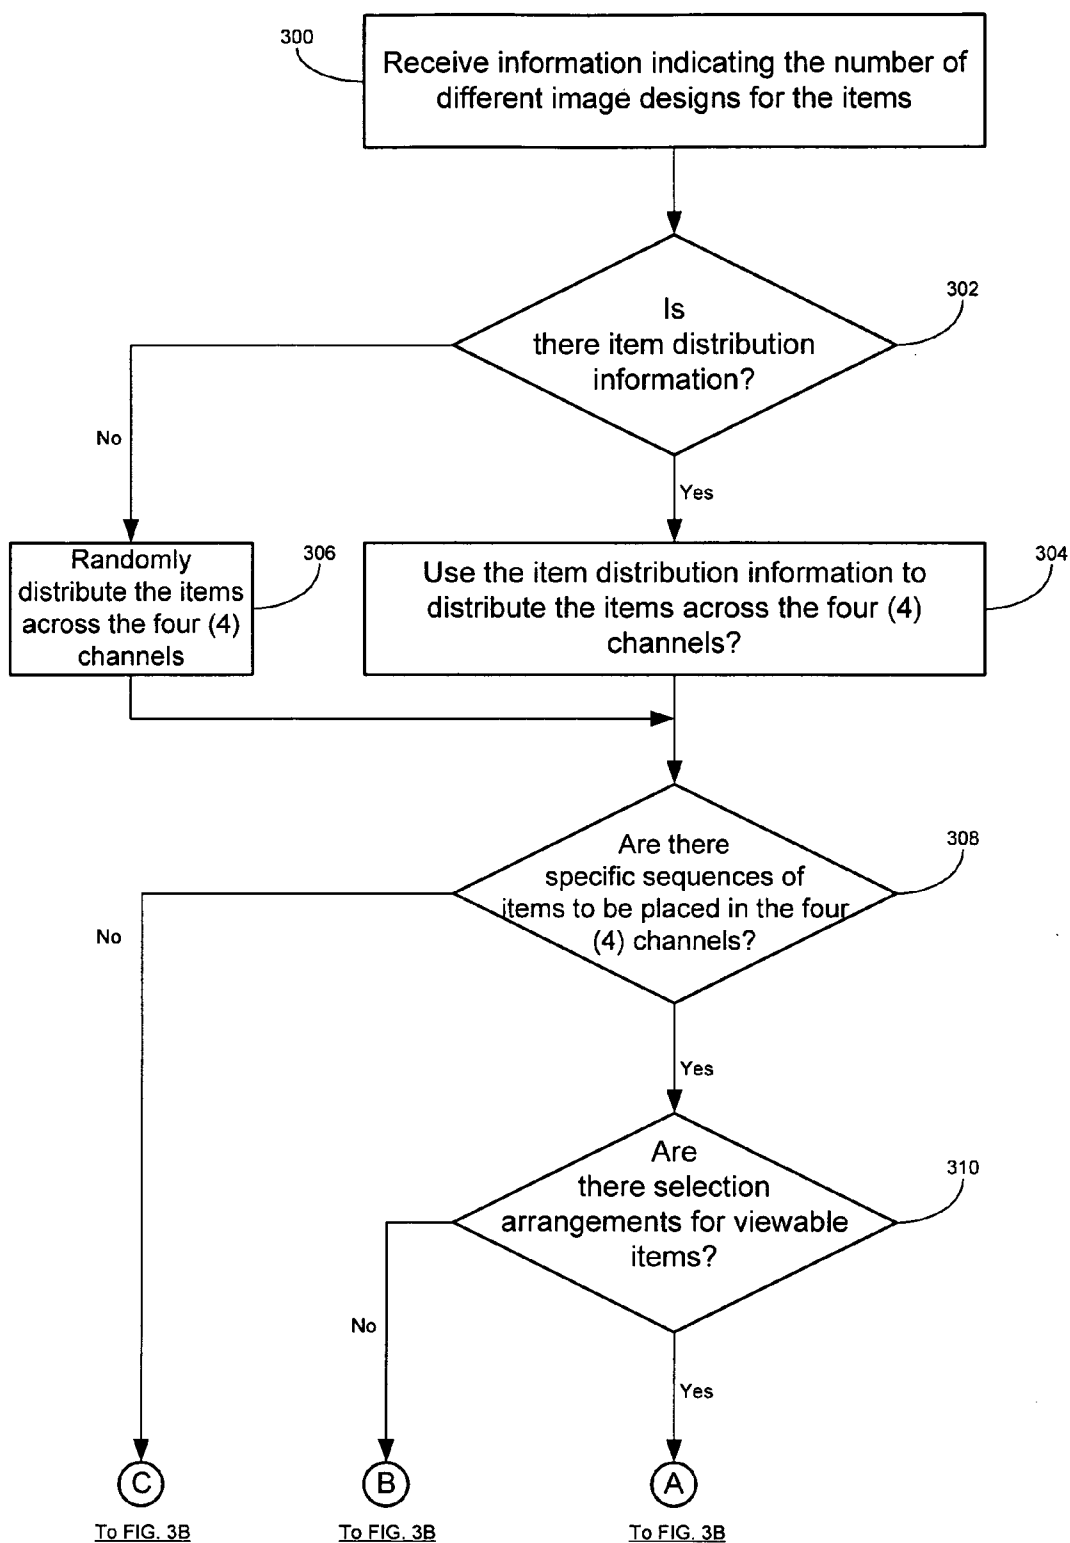 300
Receive information indicating the number of
different image designs for the items
302
Is
there item distribution
information?
No
Yes
306
Randomly
distribute the items
across the four (4)
channels
304
Use the item distribution information to
distribute the items across the four (4)
channels?
308
Are there
specific sequences of
items to be placed in the four
(4) channels?
No
Yes
310
Are
there selection
arrangements for viewable
items?
No
Yes
C
B
A
To FIG. 3B
To FIG. 3B
To FIG. 3B